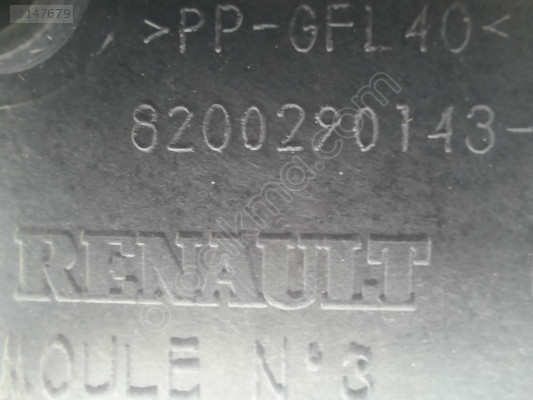 147679
>PP-GFL40<
8200290143-
RENAULT
MOULE N°3